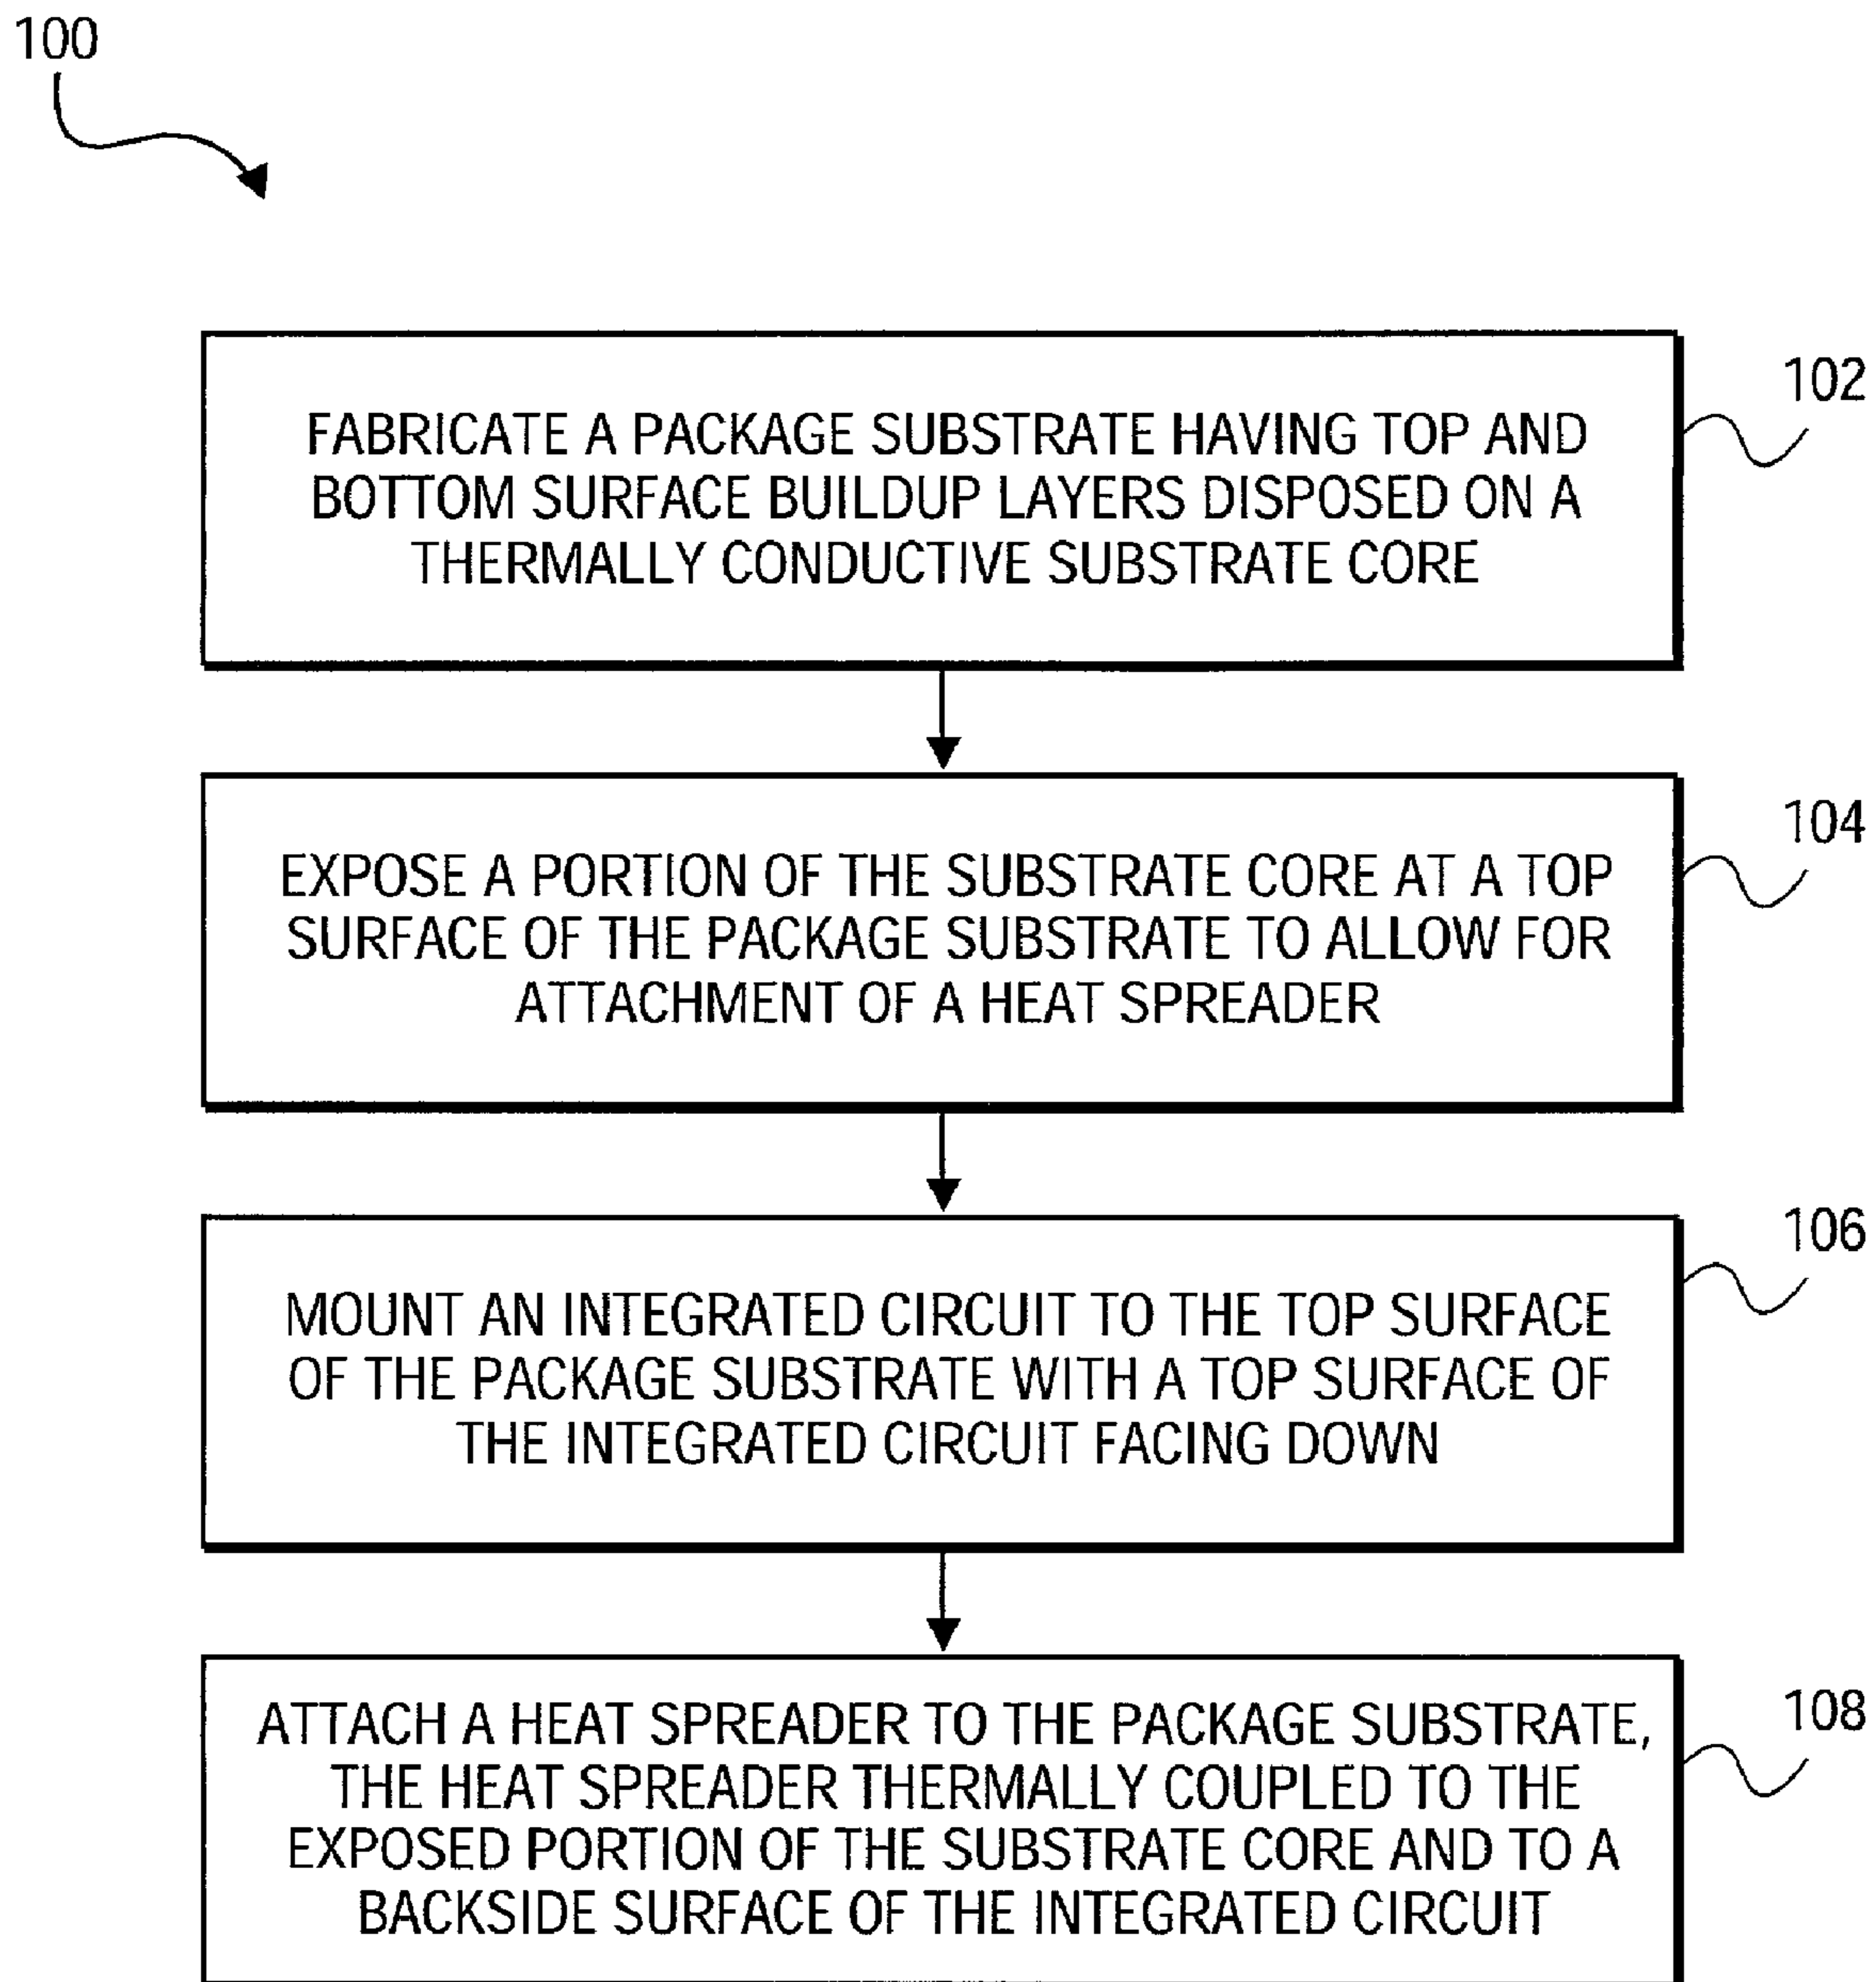 100
102
FABRICATE A PACKAGE SUBSTRATE HAVING TOP AND
BOTTOM SURFACE BUILDUP LAYERS DISPOSED ON A
THERMALLY CONDUCTIVE SUBSTRATE CORE
104
EXPOSE A PORTION OF THE SUBSTRATE CORE AT A TOP
SURFACE OF THE PACKAGE SUBSTRATE TO ALLOW FOR
ATTACHMENT OF A HEAT SPREADER
106
MOUNT AN INTEGRATED CIRCUIT TO THE TOP SURFACE
OF THE PACKAGE SUBSTRATE WITH A TOP SURFACE OF
THE INTEGRATED CIRCUIT FACING DOWN
108
ATTACH A HEAT SPREADER TO THE PACKAGE SUBSTRATE,
THE HEAT SPREADER THERMALLY COUPLED TO THE
EXPOSED PORTION OF THE SUBSTRATE CORE AND TO A
BACKSIDE SURFACE OF THE INTEGRATED CIRCUIT